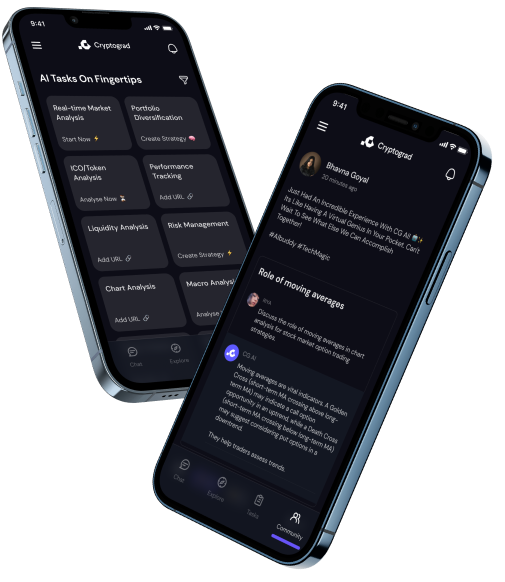 9:41
Cryptograd
AI Tasks On Fingertips
Real-time Market
Analysis
Start Now ⚡
Portfolio
Diversification
Create Strategy 🧠
ICO/Token
Analysis
Analyse Now ⏳
Performance
Tracking
Add URL 🔗
Liquidity Analysis
Add URL 🔗
Risk Management
Create Strategy ⚡
Chart Analysis
Add URL 🔗
Macro Analysi
Analyse
Chat
Explore
9:41
Cryptograd
Bhavna Goyal
20 minutes ago
Just Had An Incredible Experience With CG AI!
Its Like Having A Virtual Genius In Your Pocket. Can't
Wait To See What Else We Can Accomplish
Together!
#AIbuddy #TechMagic
Role of moving averages
Discuss the role of moving averages in chart
analysis for stock market option trading
strategies.
CG AI
Moving averages are vital indicators. A Golden
Cross (short-term MA crossing above long-
term MA) may indicate a call option
opportunity in an uptrend, while a Death Cross
(short-term MA crossing below long-term MA)
may suggest considering put options in a
downtrend.
They help traders assess trends.
Chat
Explore
Tasks
Community